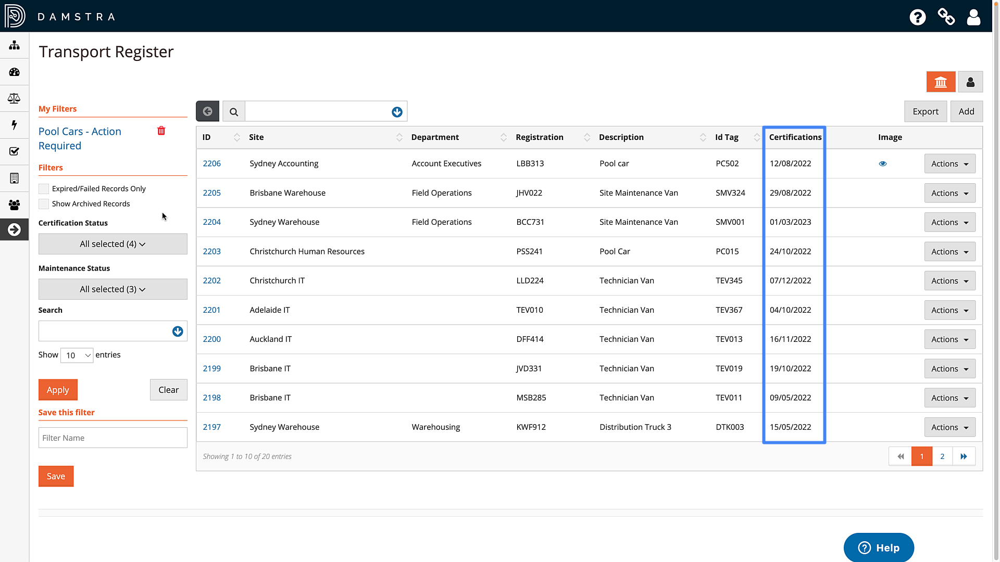 DAMSTRA
Transport Register
My Filters
Pool Cars - Action
Required
Filters
Expired/Failed Records Only
Show Archived Records
Certification Status
All selected (4)
Maintenance Status
All selected (3)
Search
Show 10 entries
Apply Clear
Save this filter
Filter Name
Save
Export Add
ID Site Department Registration Description Id Tag Certifications Image
2206 Sydney Accounting Account Executives LBB313 Pool car PC502 12/08/2022 Actions
2205 Brisbane Warehouse Field Operations JHV022 Site Maintenance Van SMV324 29/08/2022 Actions
2204 Sydney Warehouse Field Operations BCC731 Site Maintenance Van SMV001 01/03/2023 Actions
2203 Christchurch Human Resources PSS241 Pool Car PC015 24/10/2022 Actions
2202 Christchurch IT LLD224 Technician Van TEV345 07/12/2022 Actions
2201 Adelaide IT TEV010 Technician Van TEV367 04/10/2022 Actions
2200 Auckland IT DFF414 Technician Van TEV013 16/11/2022 Actions
2199 Brisbane IT JVD331 Technician Van TEV019 19/10/2022 Actions
2198 Brisbane IT MSB285 Technician Van TEV011 09/05/2022 Actions
2197 Sydney Warehouse Warehousing KWF912 Distribution Truck 3 DTK003 15/05/2022 Actions
Showing 1 to 10 of 20 entries
1 2
Help